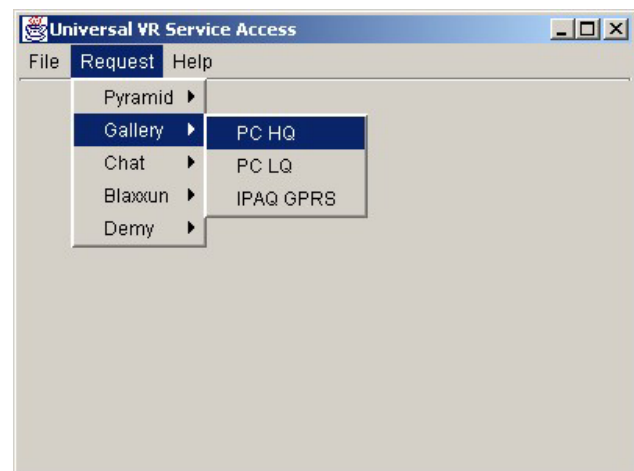 Universal VR Service Access
File Request Help
Pyramid
Gallery
PC HQ
Chat
PC LQ
Blaxxun
IPAQ GPRS
Demy